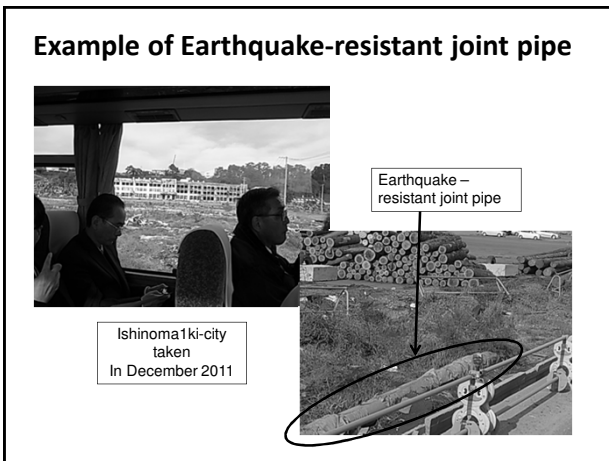 Example of Earthquake-resistant joint pipe
Earthquake –
resistant joint pipe
Ishinoma1ki-city
taken
In December 2011